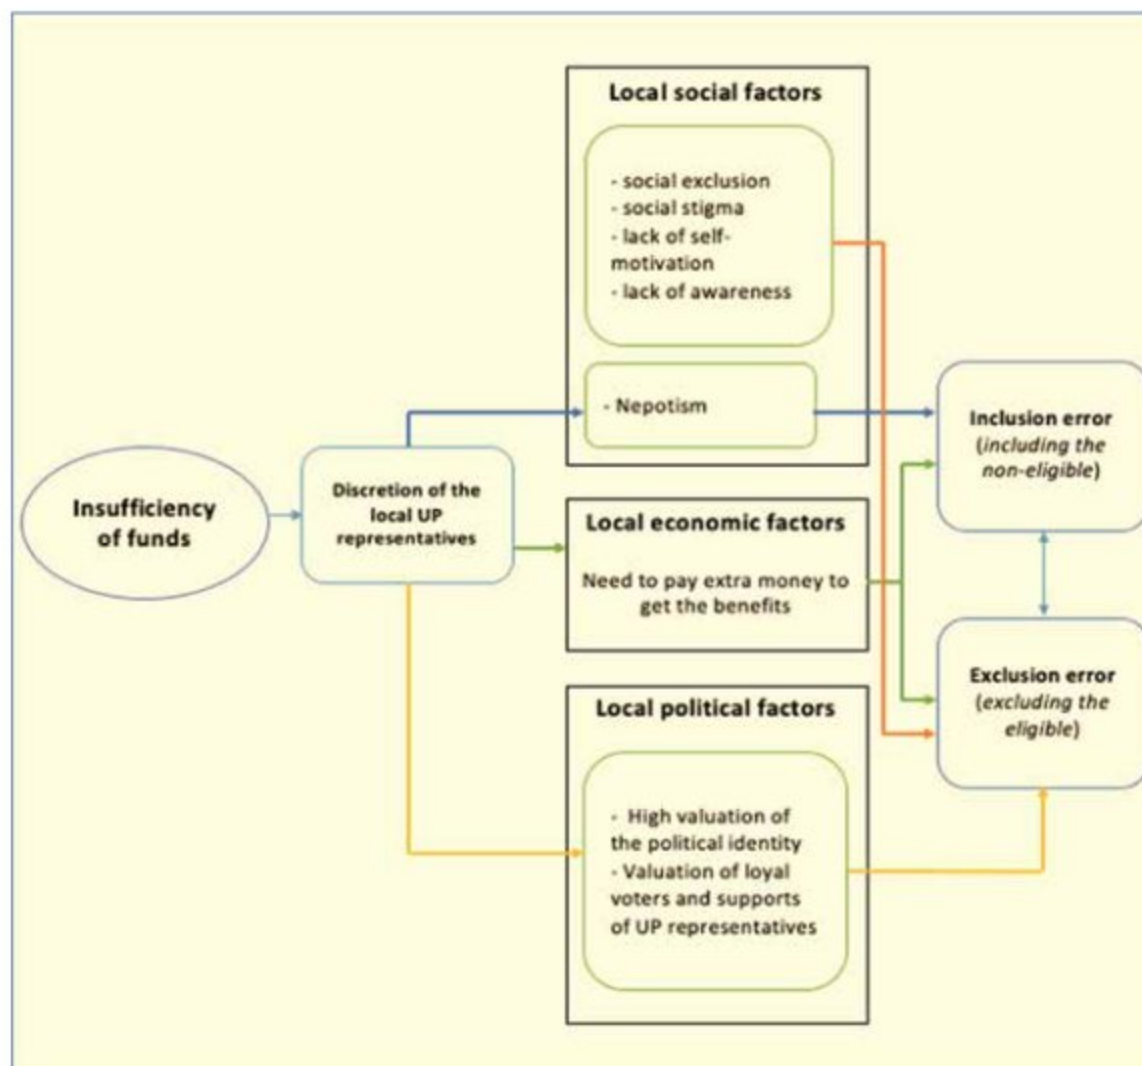 Local social factors
- social exclusion
- social stigma
- lack of self-
motivation
- lack of awareness
- Nepotism
Insufficiency
of funds
Discretion of the
local UP
representatives
Local economic factors
Need to pay extra money to
get the benefits
Local political factors
- High valuation of
the political identity
- Valuation of loyal
voters and supports
of UP representatives
Inclusion error
(including the
non-eligible)
Exclusion error
(excluding the
eligible)